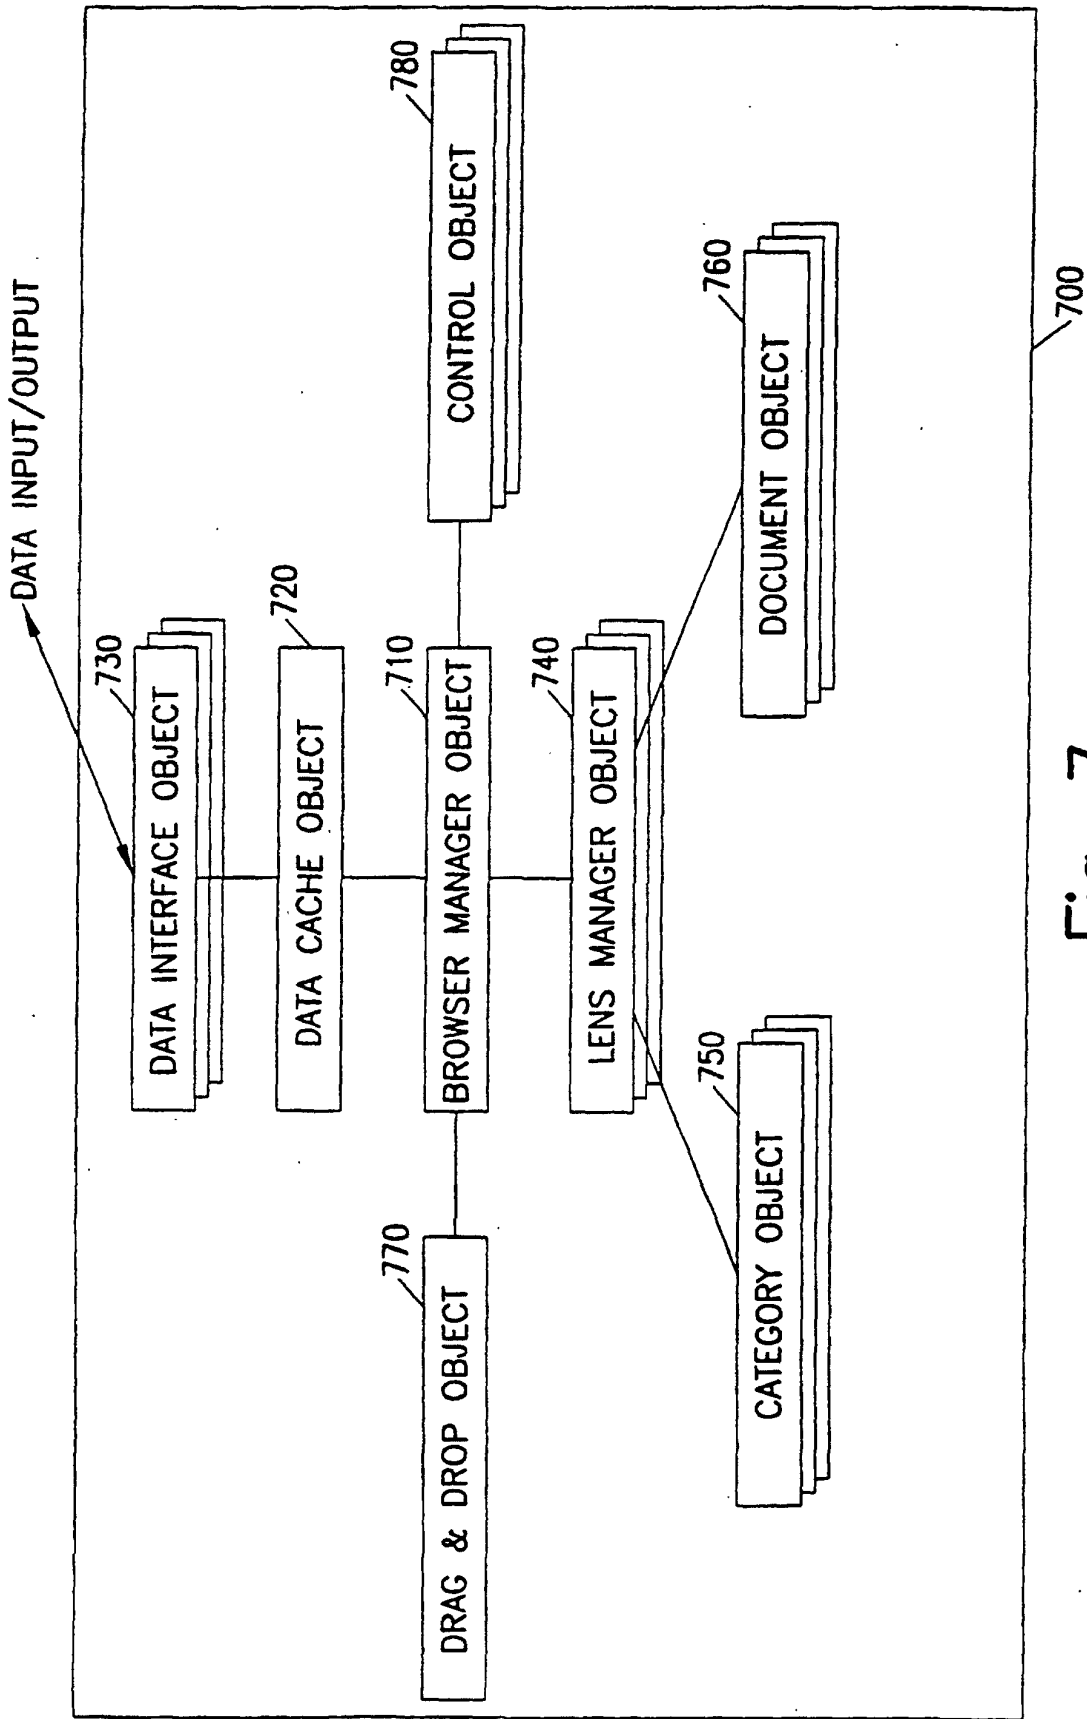 DATA INPUT/OUTPUT
730
DATA INTERFACE OBJECT
720
DATA CACHE OBJECT
770
DRAG & DROP OBJECT
710
BROWSER MANAGER OBJECT
780
CONTROL OBJECT
740
LENS MANAGER OBJECT
750
CATEGORY OBJECT
760
DOCUMENT OBJECT
700
Fig. 7